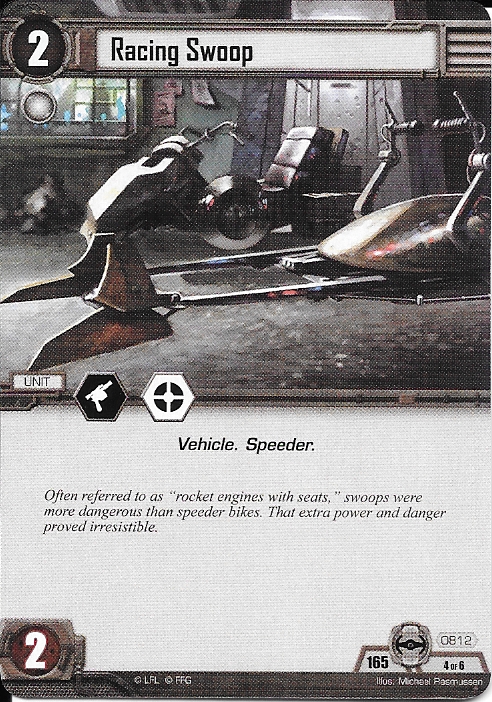 2
Racing Swoop
UNIT
Vehicle. Speeder.
Often referred to as “rocket engines with seats,” swoops were
more dangerous than speeder bikes. That extra power and danger
proved irresistible.
2
165
0812
4 OF 6
© LFL © FFG
Illus. Michael Rasmussen